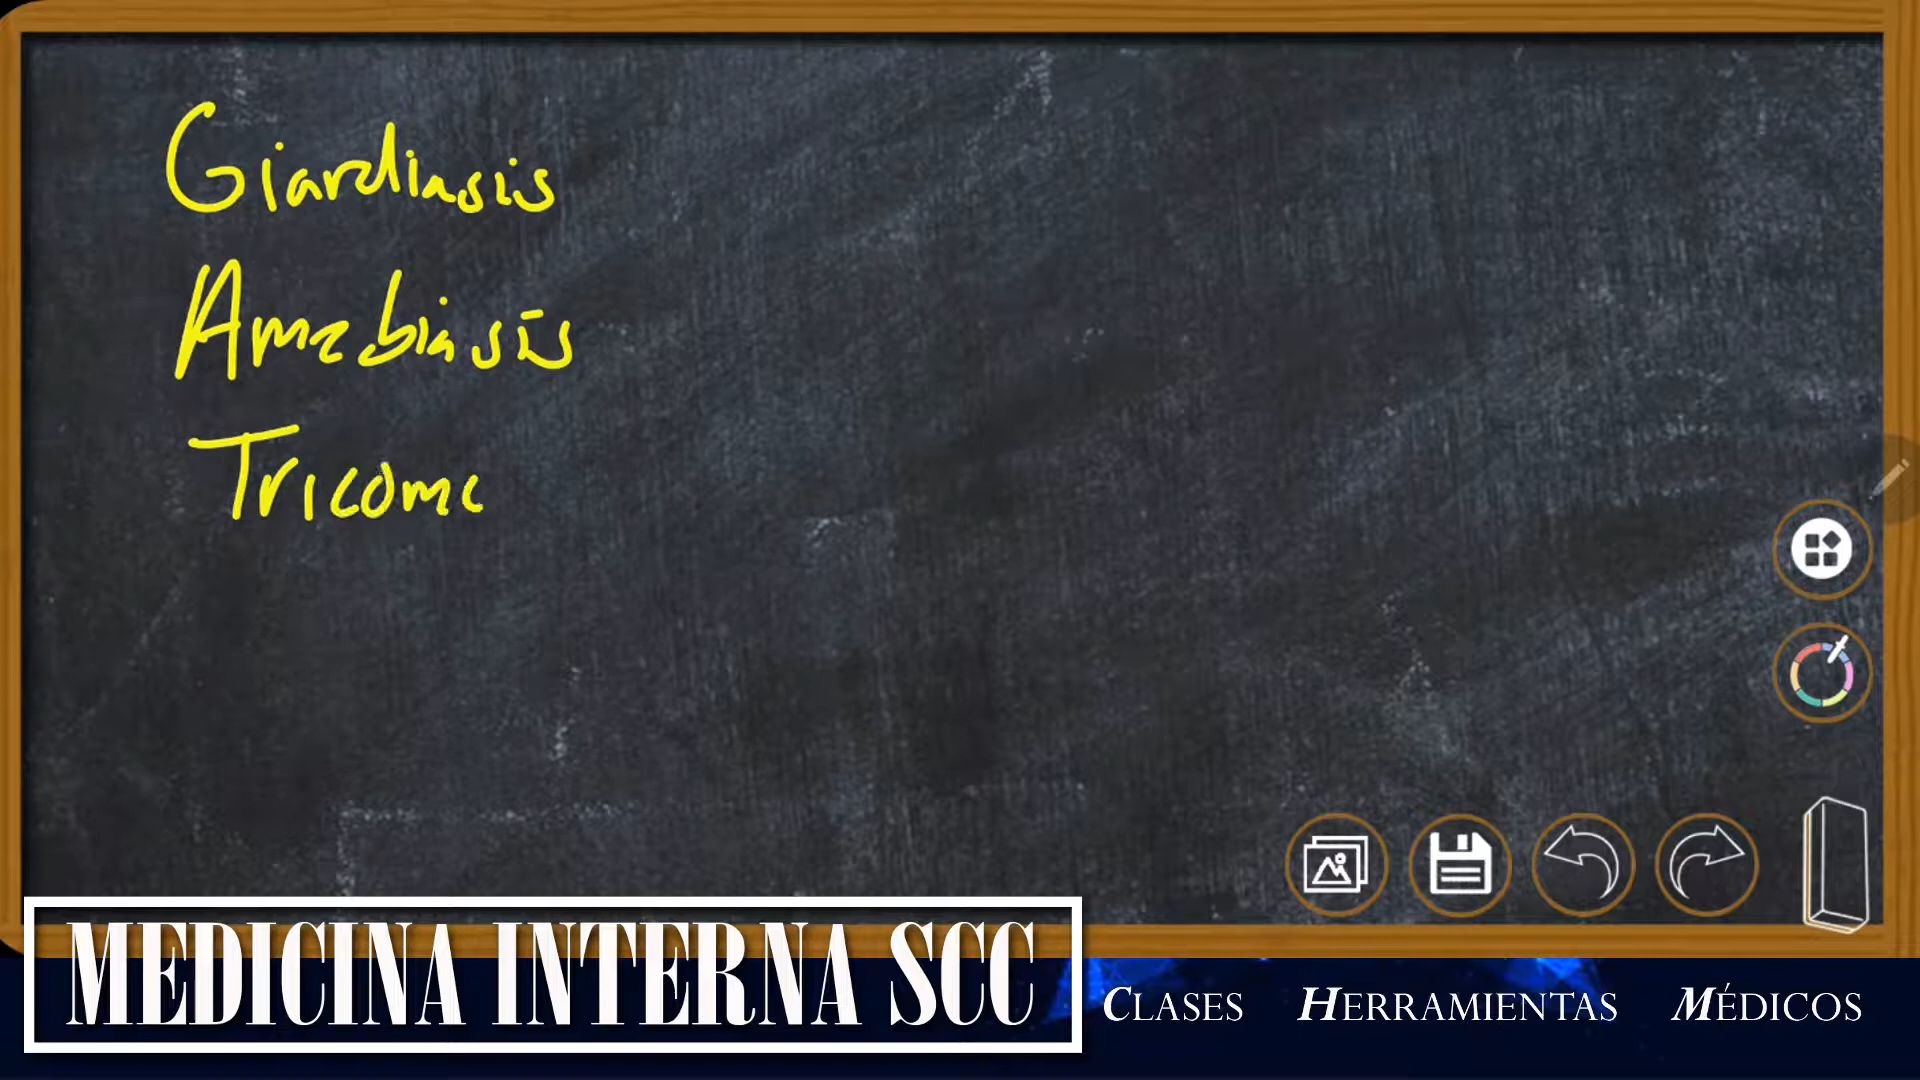 Giardiasis
Amebiasis
Tricomo
MEDICINA INTERNA SCC
CLASES HERRAMIENTAS MÉDICOS